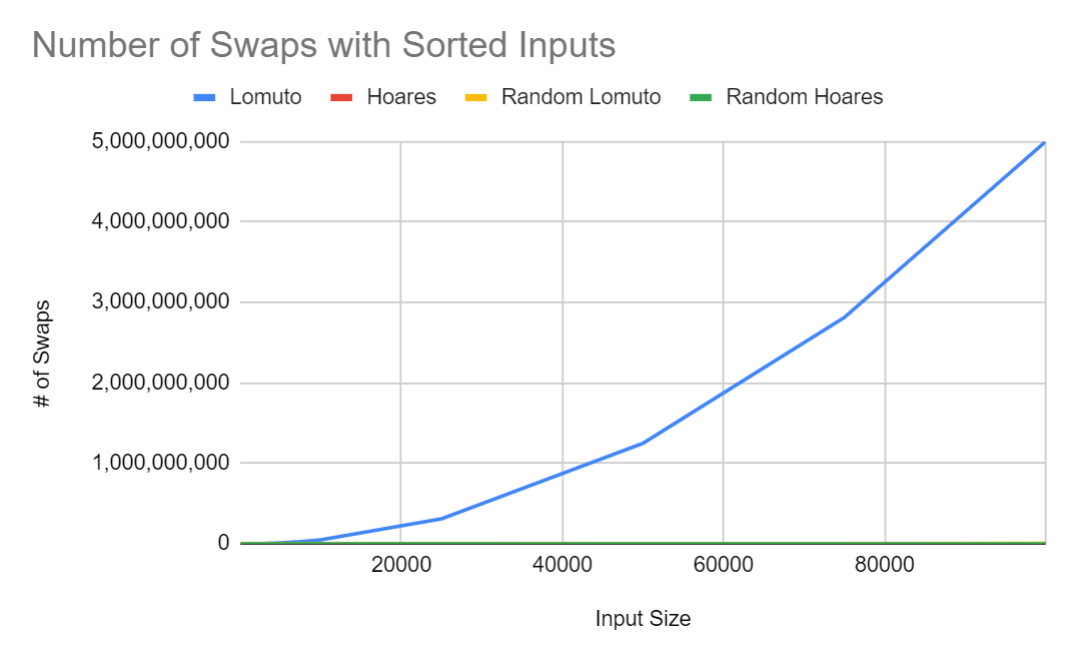 Number of Swaps with Sorted Inputs
Lomuto Hoares Random Lomuto Random Hoares
5,000,000,000
4,000,000,000
3,000,000,000
2,000,000,000
1,000,000,000
0
# of Swaps
20000 40000 60000 80000
Input Size